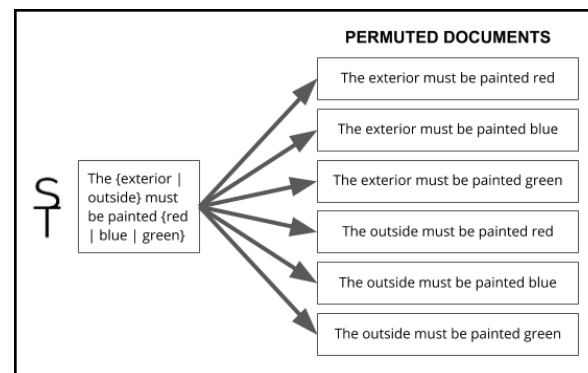 PERMUTED DOCUMENTS
S
T
The {exterior |
outside} must
be painted {red
| blue | green}
The exterior must be painted red
The exterior must be painted blue
The exterior must be painted green
The outside must be painted red
The outside must be painted blue
The outside must be painted green